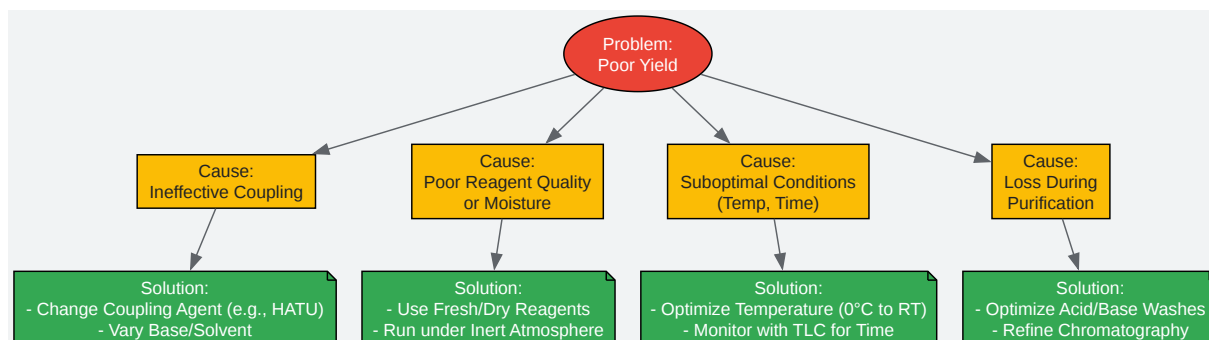 Problem:
Poor Yield
Cause:
Ineffective Coupling
Cause:
Poor Reagent Quality
or Moisture
Cause:
Suboptimal Conditions
(Temp, Time)
Cause:
Loss During
Purification
Solution:
- Change Coupling Agent (e.g., HATU)
- Vary Base/Solvent
Solution:
- Use Fresh/Dry Reagents
- Run under Inert Atmosphere
Solution:
- Optimize Temperature (0°C to RT)
- Monitor with TLC for Time
Solution:
- Optimize Acid/Base Washes
- Refine Chromatography